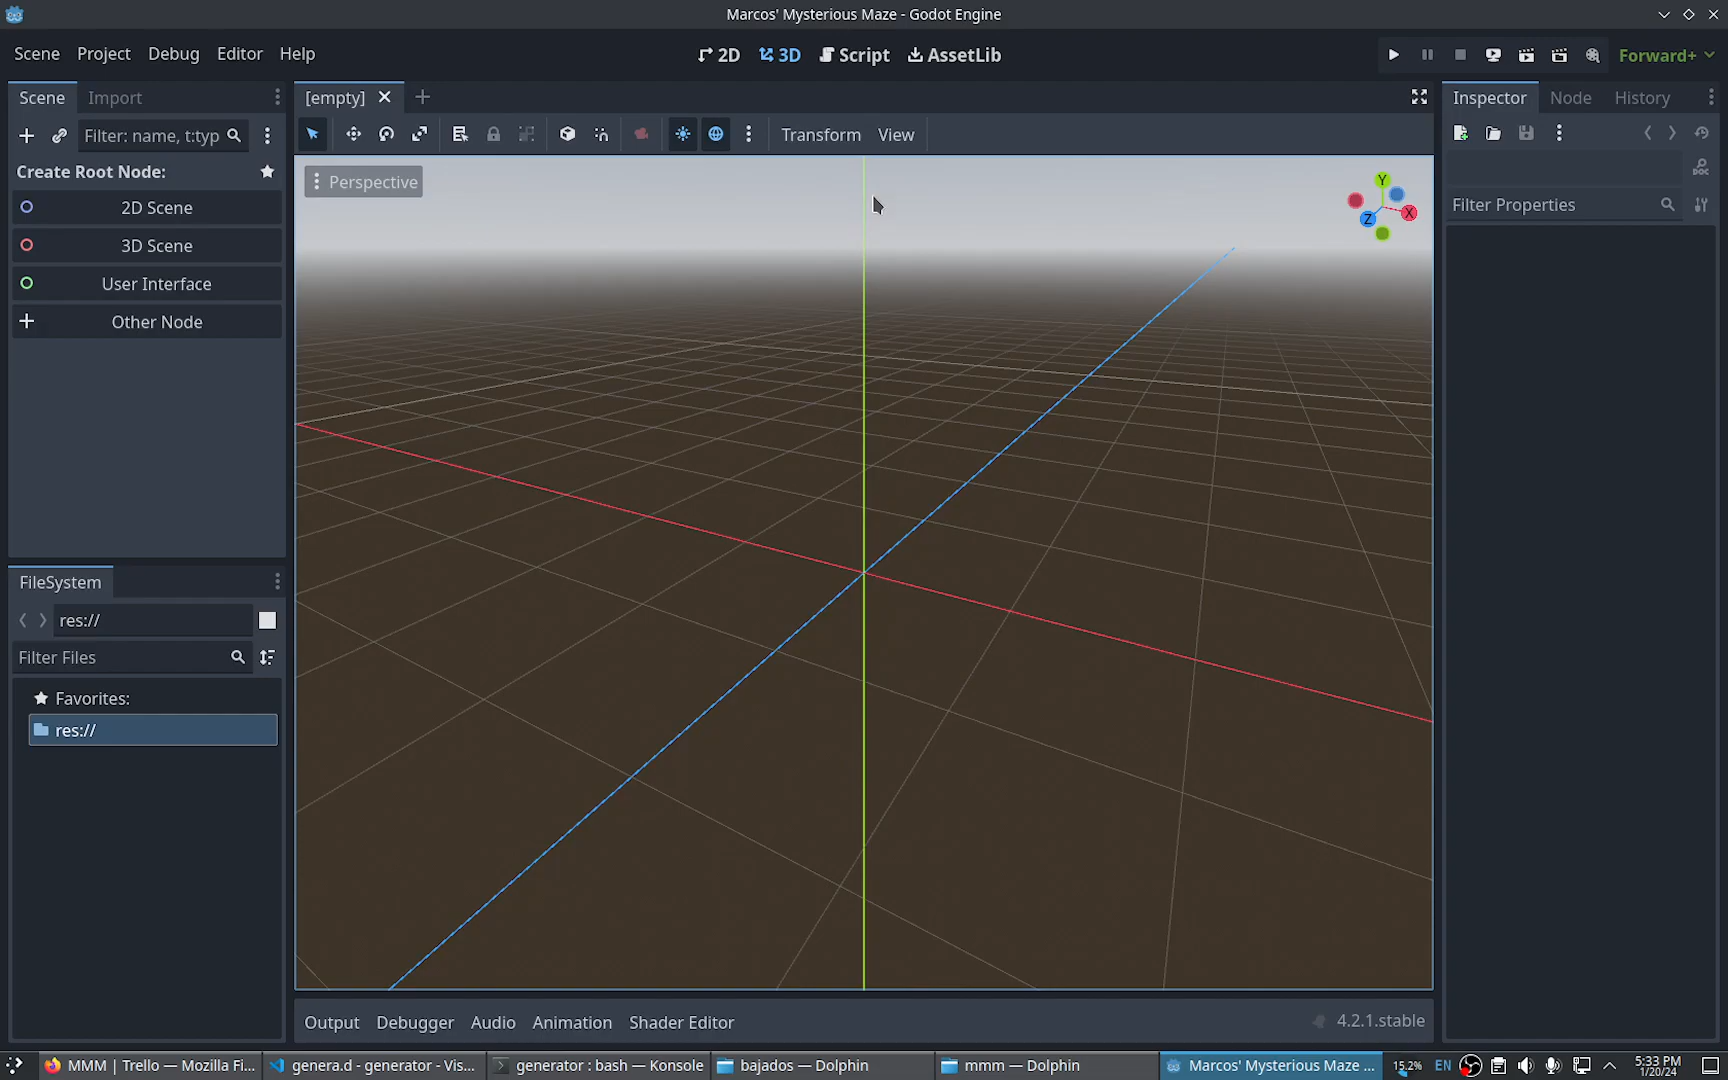 Marcos' Mysterious Maze - Godot Engine
Scene Project Debug Editor Help
2D 3D Script AssetLib
Forward+
Scene Import
[empty]
Inspector Node History
Filter: name, t:typ
Transform View
Create Root Node:
2D Scene
3D Scene
User Interface
Other Node
Perspective
Y
X
Z
DOC
Filter Properties
FileSystem
res://
Filter Files
Favorites:
res://
Output Debugger Audio Animation Shader Editor
4.2.1.stable
MMM | Trello — Mozilla Fi...
genera.d - generator - Vis...
generator : bash — Konsole
bajados — Dolphin
mmm — Dolphin
Marcos' Mysterious Maze ...
15.2%
EN
5:33 PM
1/20/24